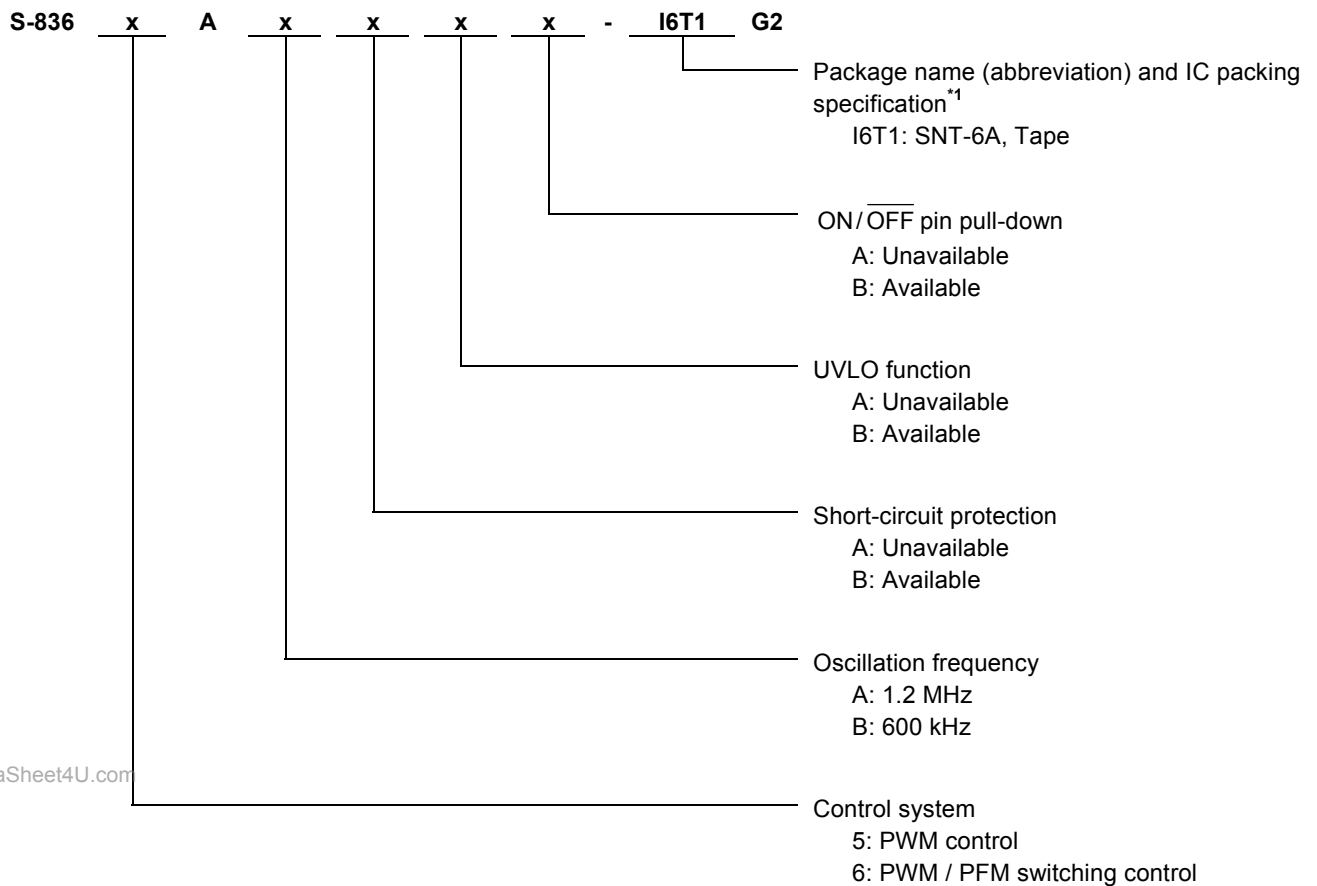 S-836 x A x x x x - I6T1 G2
Package name (abbreviation) and IC packing
specification*1
I6T1: SNT-6A, Tape
ON/OFF pin pull-down
A: Unavailable
B: Available
UVLO function
A: Unavailable
B: Available
Short-circuit protection
A: Unavailable
B: Available
Oscillation frequency
A: 1.2 MHz
B: 600 kHz
aSheet4U.com
Control system
5: PWM control
6: PWM / PFM switching control